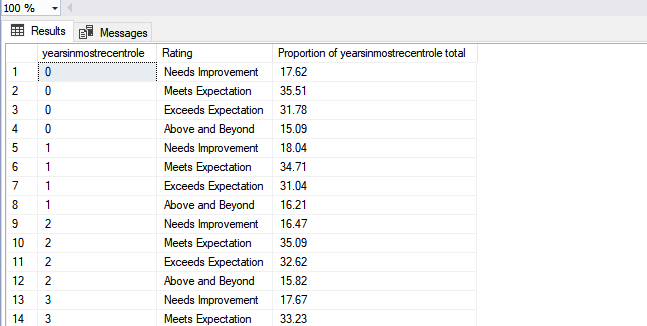 100 %
Results Messages
yearsinmostrecentrole Rating Proportion of yearsinmostrecentrole total
1 0 Needs Improvement 17.62
2 0 Meets Expectation 35.51
3 0 Exceeds Expectation 31.78
4 0 Above and Beyond 15.09
5 1 Needs Improvement 18.04
6 1 Meets Expectation 34.71
7 1 Exceeds Expectation 31.04
8 1 Above and Beyond 16.21
9 2 Needs Improvement 16.47
10 2 Meets Expectation 35.09
11 2 Exceeds Expectation 32.62
12 2 Above and Beyond 15.82
13 3 Needs Improvement 17.67
14 3 Meets Expectation 33.23